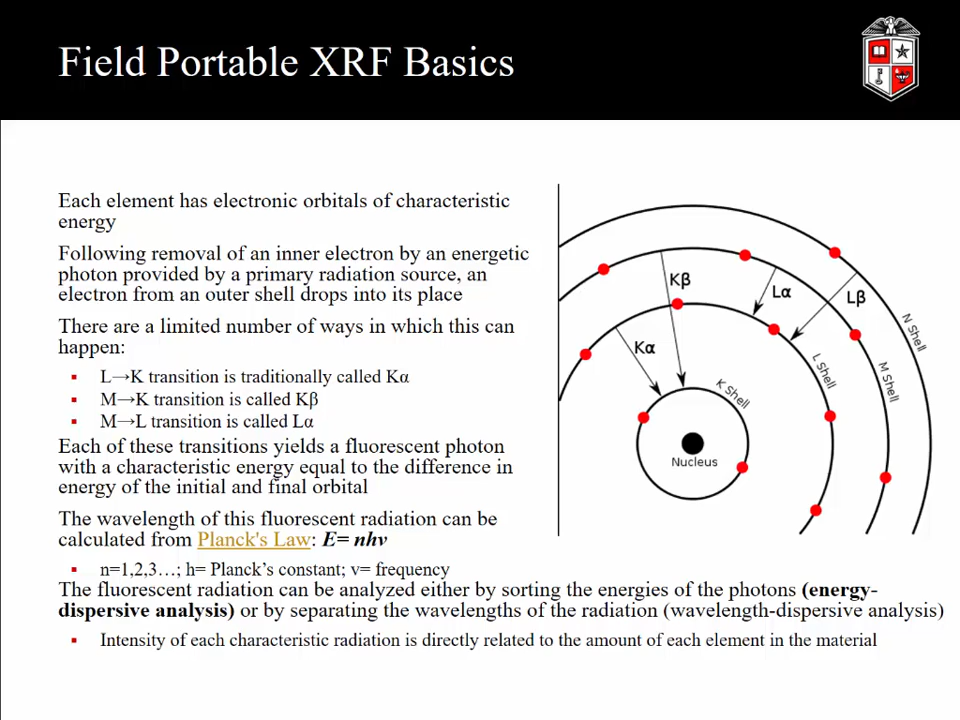 Field Portable XRF Basics
Each element has electronic orbitals of characteristic
energy
Following removal of an inner electron by an energetic
photon provided by a primary radiation source, an
electron from an outer shell drops into its place
There are a limited number of ways in which this can
happen:
▪ L→K transition is traditionally called Kα
▪ M→K transition is called Kβ
▪ M→L transition is called Lα
Each of these transitions yields a fluorescent photon
with a characteristic energy equal to the difference in
energy of the initial and final orbital
The wavelength of this fluorescent radiation can be
calculated from Planck's Law: E= nhv
▪ n=1,2,3…; h= Planck’s constant; v= frequency
The fluorescent radiation can be analyzed either by sorting the energies of the photons (energy-
dispersive analysis) or by separating the wavelengths of the radiation (wavelength-dispersive analysis)
▪ Intensity of each characteristic radiation is directly related to the amount of each element in the material
Kβ
Lα
Lβ
Kα
N Shell
L Shell
M Shell
K Shell
Nucleus